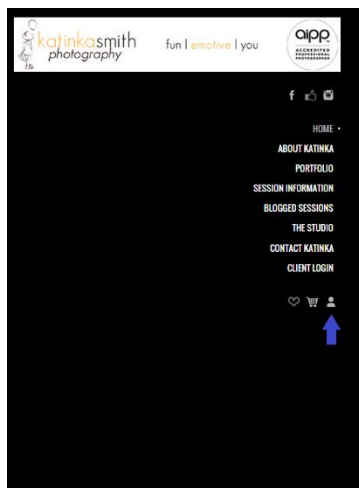 katinkasmith
photography
fun | emotive | you
aipp
ACCREDITED
PROFESSIONAL
PHOTOGRAPHER
HOME
ABOUT KATINKA
PORTFOLIO
SESSION INFORMATION
BLOGGED SESSIONS
THE STUDIO
CONTACT KATINKA
CLIENT LOGIN